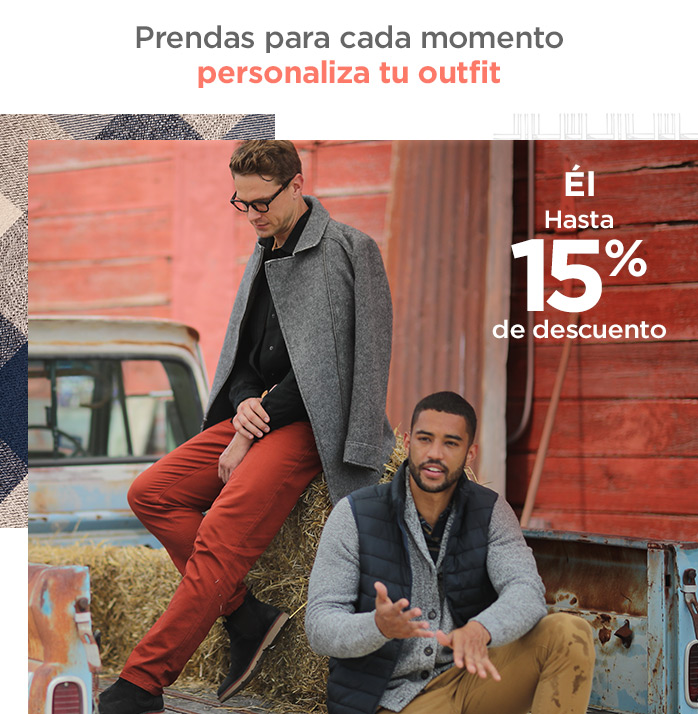 Prendas para cada momento
personaliza tu outfit
Él
Hasta
15%
de descuento